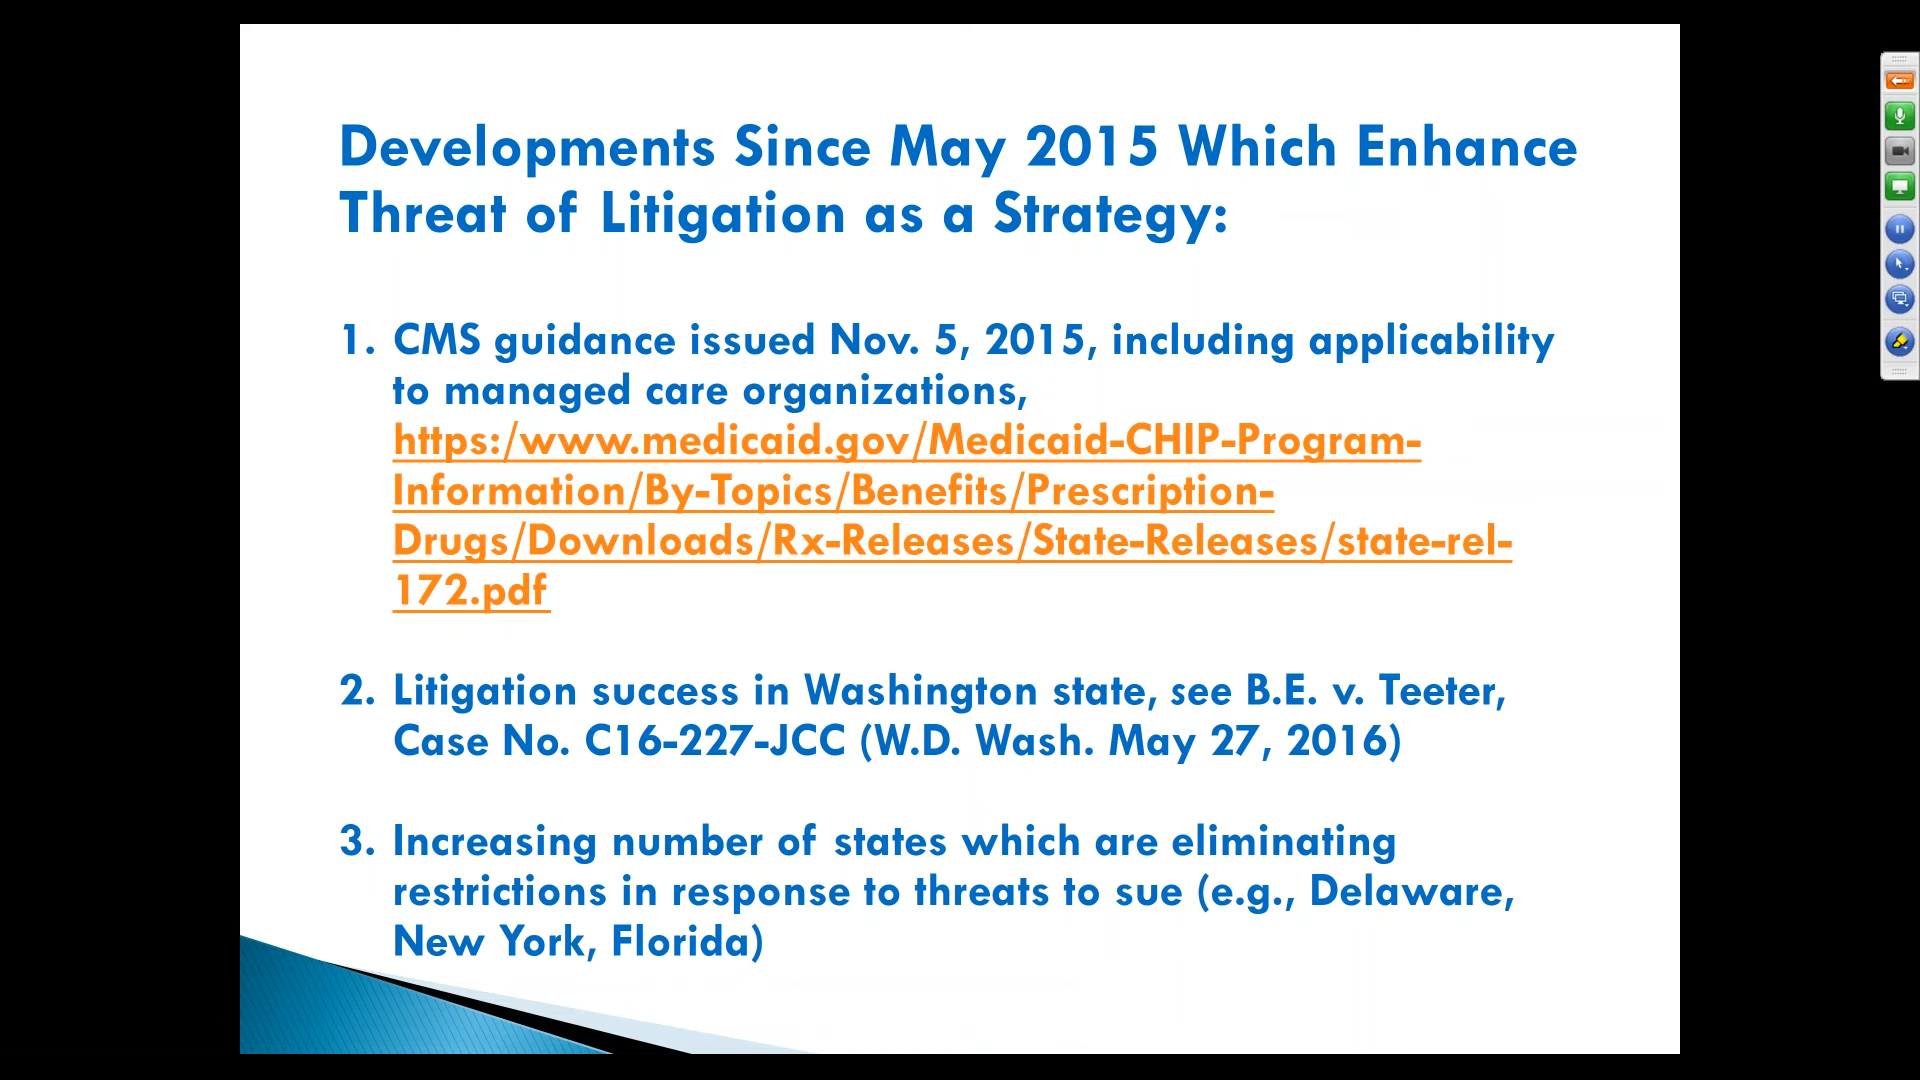 Developments Since May 2015 Which Enhance
Threat of Litigation as a Strategy:
1. CMS guidance issued Nov. 5, 2015, including applicability
to managed care organizations,
https:/www.medicaid.gov/Medicaid-CHIP-Program-
Information/By-Topics/Benefits/Prescription-
Drugs/Downloads/Rx-Releases/State-Releases/state-rel-
172.pdf
2. Litigation success in Washington state, see B.E. v. Teeter,
Case No. C16-227-JCC (W.D. Wash. May 27, 2016)
3. Increasing number of states which are eliminating
restrictions in response to threats to sue (e.g., Delaware,
New York, Florida)